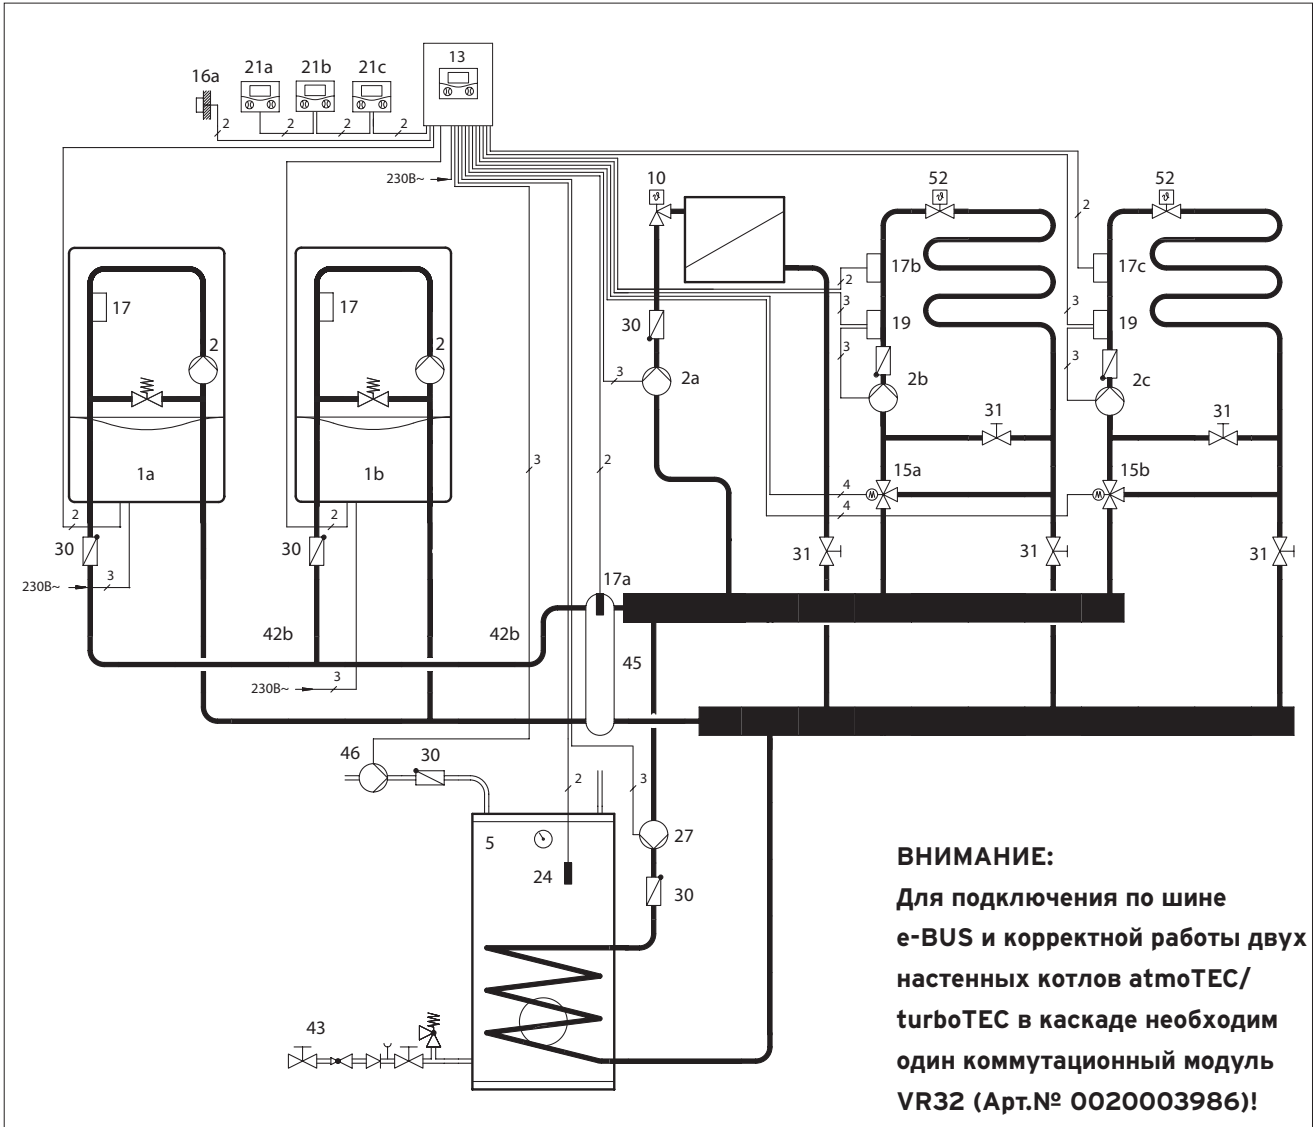 13
21a 21b 21c
16a
2 2 2 2
230В~
10 52 52
2
17b 17c
17 17
2
3 3
30 19 19
2 2
3 3
3 2a 2b 2c
31 31
1a 1b
3 2 15a 15b
4
4
2 2
30 30
31 31 31
230В~ 3
17a
42b 42b
45
3
230В~
46 30
2 3
5 27
24
30
43
ВНИМАНИЕ:
Для подключения по шине
e-BUS и корректной работы двух
настенных котлов atmoTEC/
turboTEC в каскаде необходим
один коммутационный модуль
VR32 (Арт.№ 0020003986)!